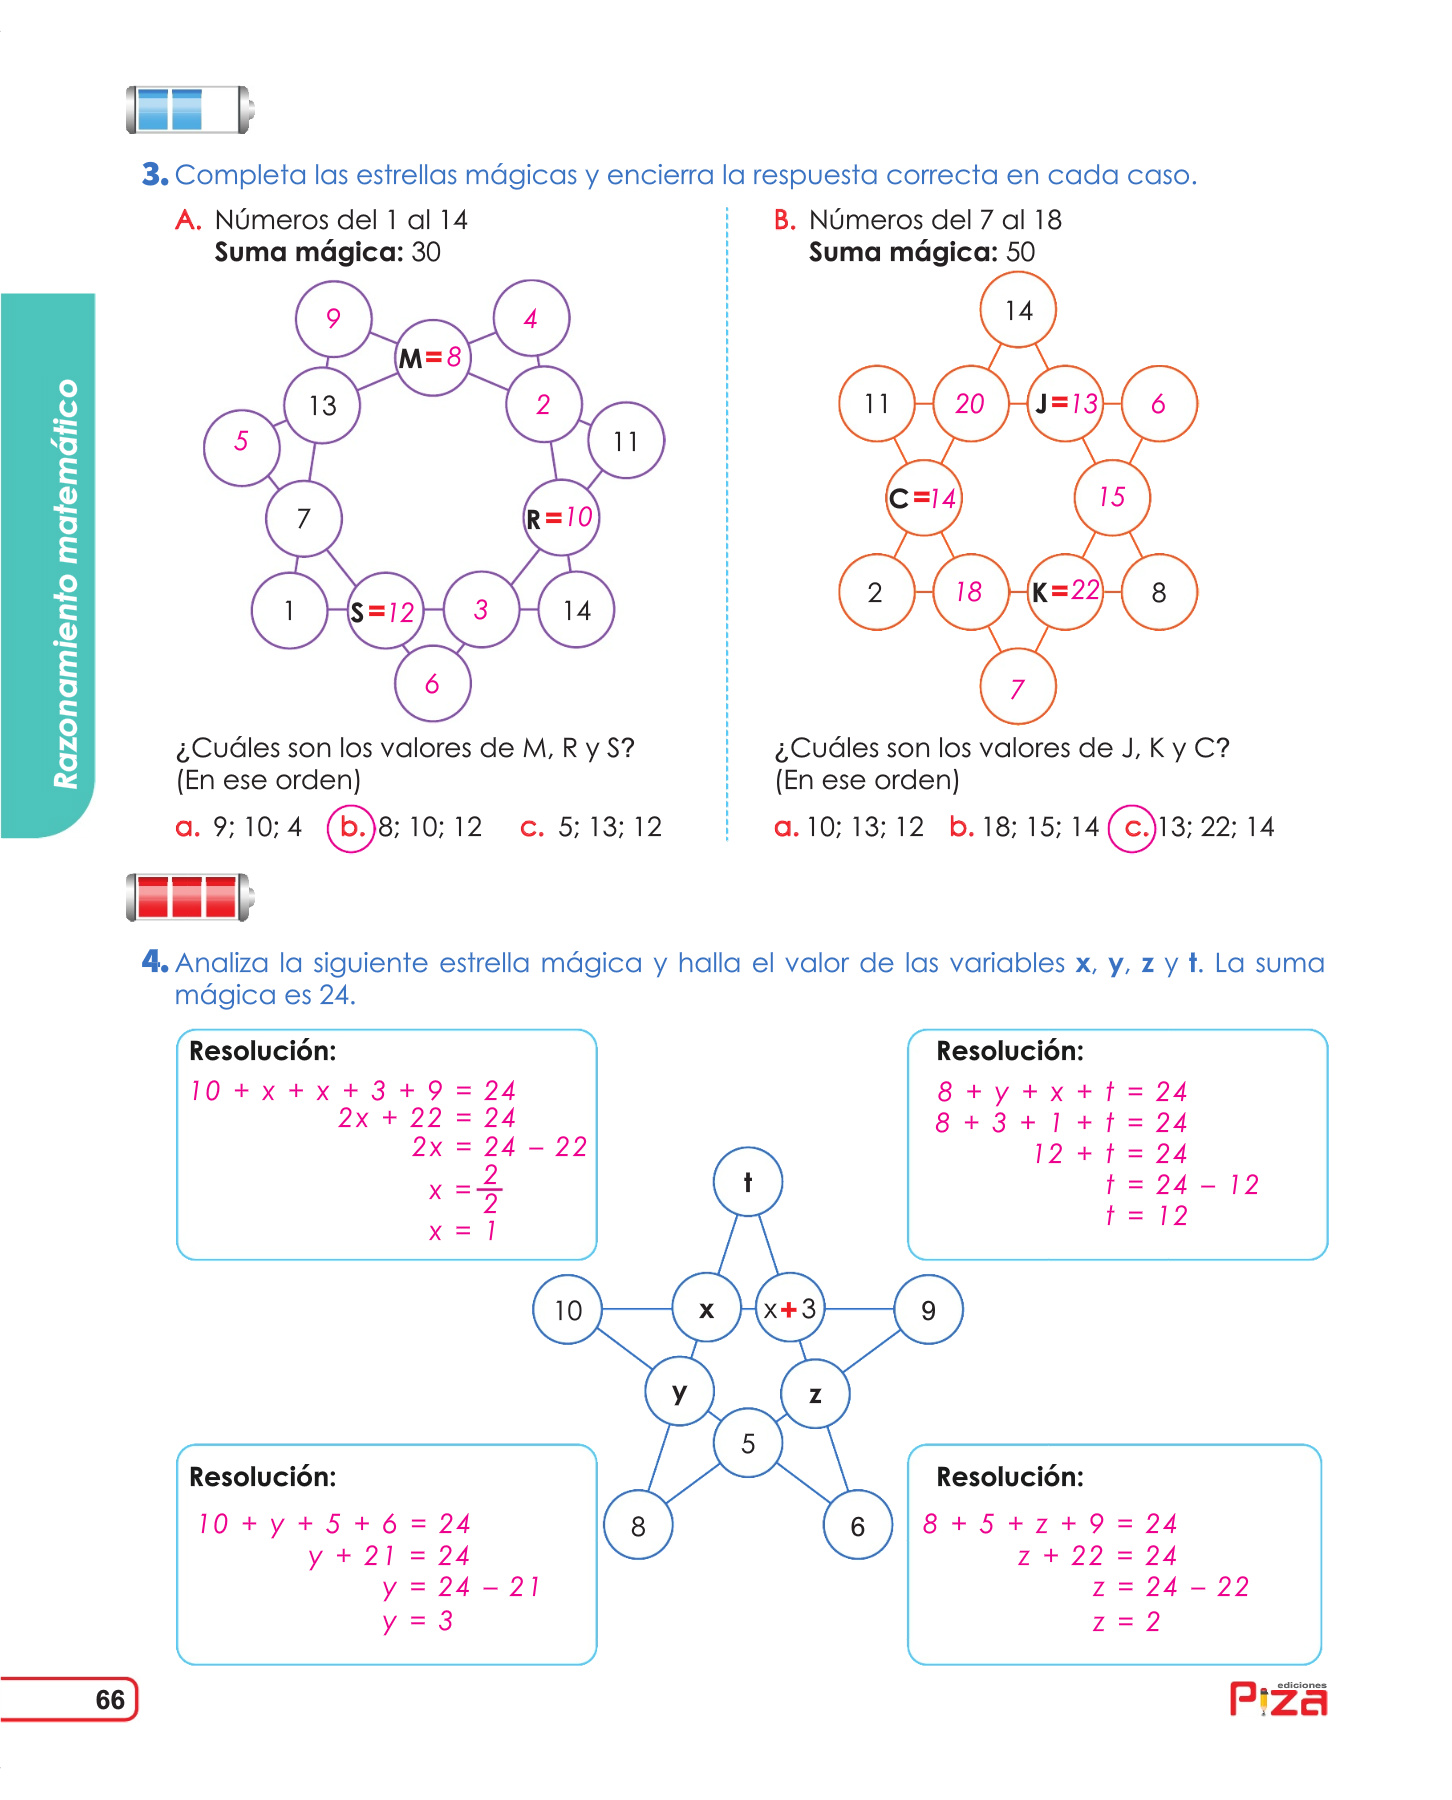 3. Completa las estrellas mágicas y encierra la respuesta correcta en cada caso.
A. Números del 1 al 14
Suma mágica: 30
9
4
M=8
13
2
5
11
7
R=10
1
S=12
3
14
6
¿Cuáles son los valores de M, R y S?
(En ese orden)
a. 9; 10; 4 b. 8; 10; 12 c. 5; 13; 12
B. Números del 7 al 18
Suma mágica: 50
14
11
20
J=13
6
C=14
15
2
18
K=22
8
7
¿Cuáles son los valores de J, K y C?
(En ese orden)
a. 10; 13; 12 b. 18; 15; 14 c. 13; 22; 14
Razonamiento matemático
4. Analiza la siguiente estrella mágica y halla el valor de las variables x, y, z y t. La suma
mágica es 24.
Resolución:
10 + x + x + 3 + 9 = 24
2x + 22 = 24
2x = 24 – 22
x = 2/2
x = 1
Resolución:
8 + y + x + t = 24
8 + 3 + 1 + t = 24
12 + t = 24
t = 24 – 12
t = 12
t
10
x
x+3
9
y
z
5
8
6
Resolución:
10 + y + 5 + 6 = 24
y + 21 = 24
y = 24 – 21
y = 3
Resolución:
8 + 5 + z + 9 = 24
z + 22 = 24
z = 24 – 22
z = 2
66
ediciones
Piza